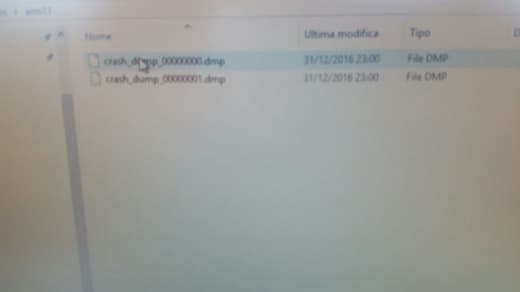 Nome Ultima modifica Tipo
crash_dump_00000000.dmp 31/12/2016 23:00 File DMP
crash_dump_00000001.dmp 31/12/2016 23:00 File DMP